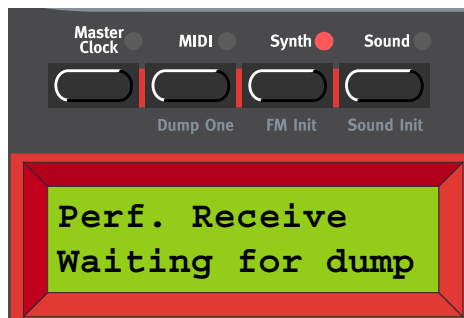 Master Clock MIDI Synth Sound
Dump One FM Init Sound Init
Perf. Receive
Waiting for dump